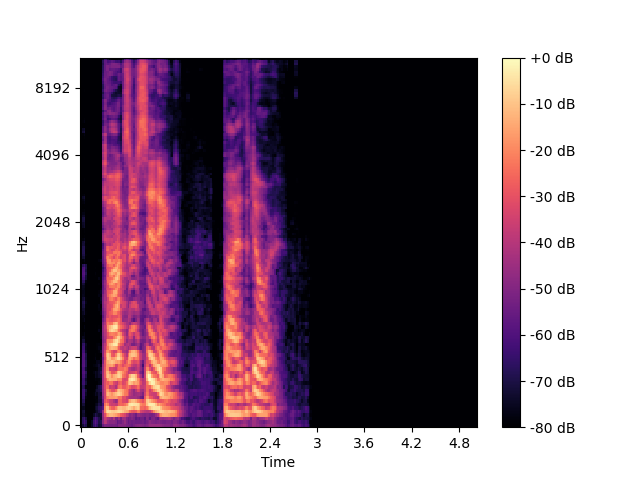 8192
4096
2048
1024
512
0
Hz
0 0.6 1.2 1.8 2.4 3 3.6 4.2 4.8
Time
+0 dB
-10 dB
-20 dB
-30 dB
-40 dB
-50 dB
-60 dB
-70 dB
-80 dB